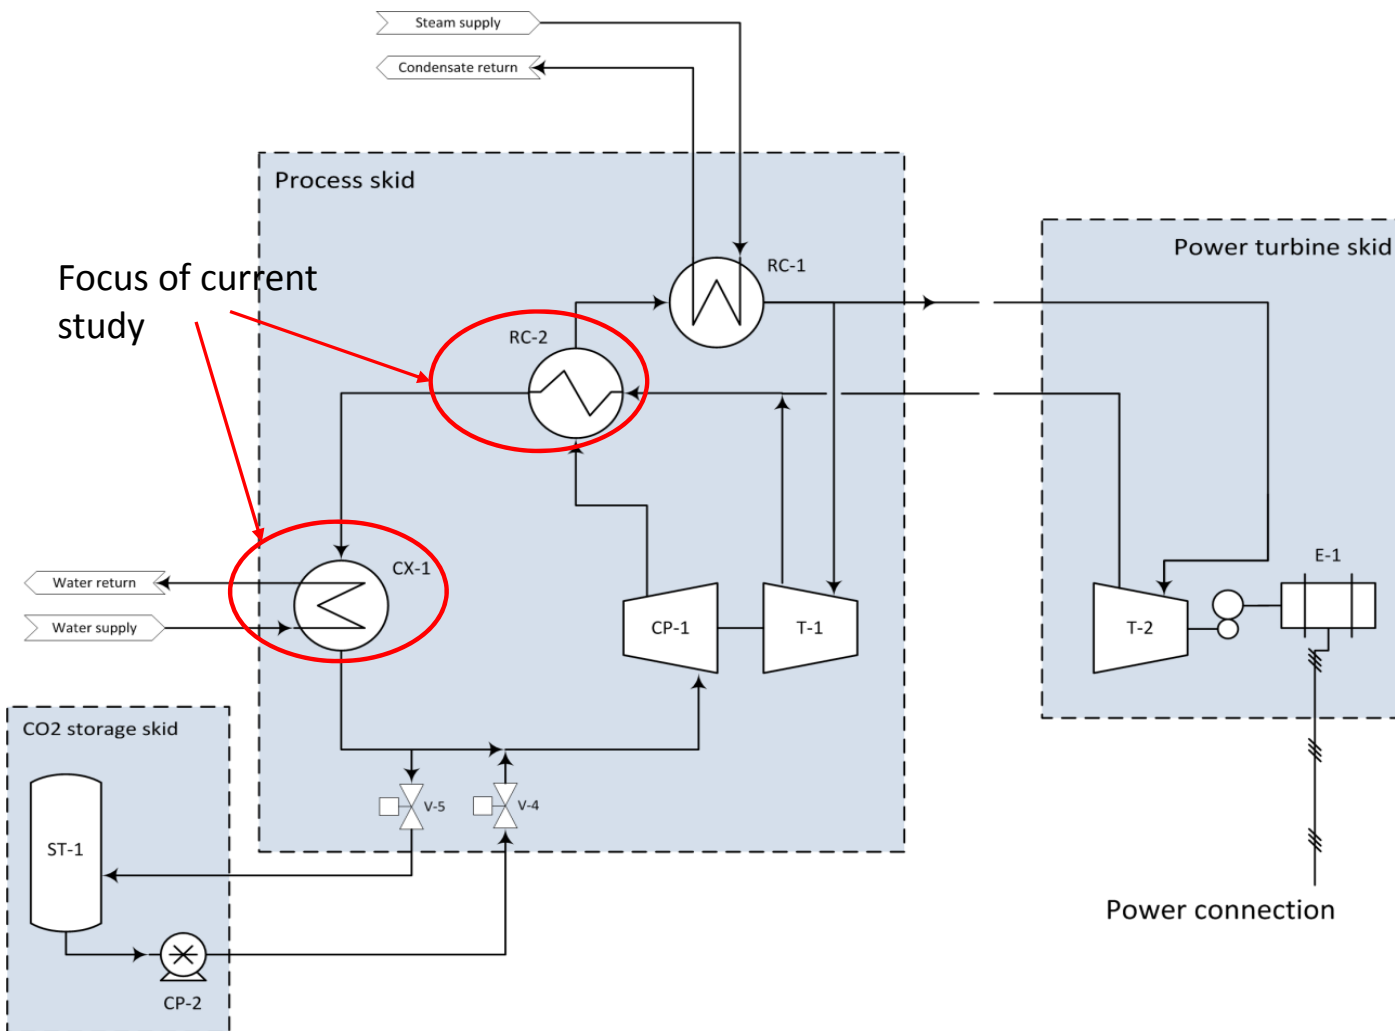 Steam supply
Condensate return
Process skid
Power turbine skid
Focus of current
study
RC-1
RC-2
CX-1
E-1
Water return
Water supply
CP-1
T-1
T-2
CO2 storage skid
V-5
V-4
ST-1
CP-2
Power connection